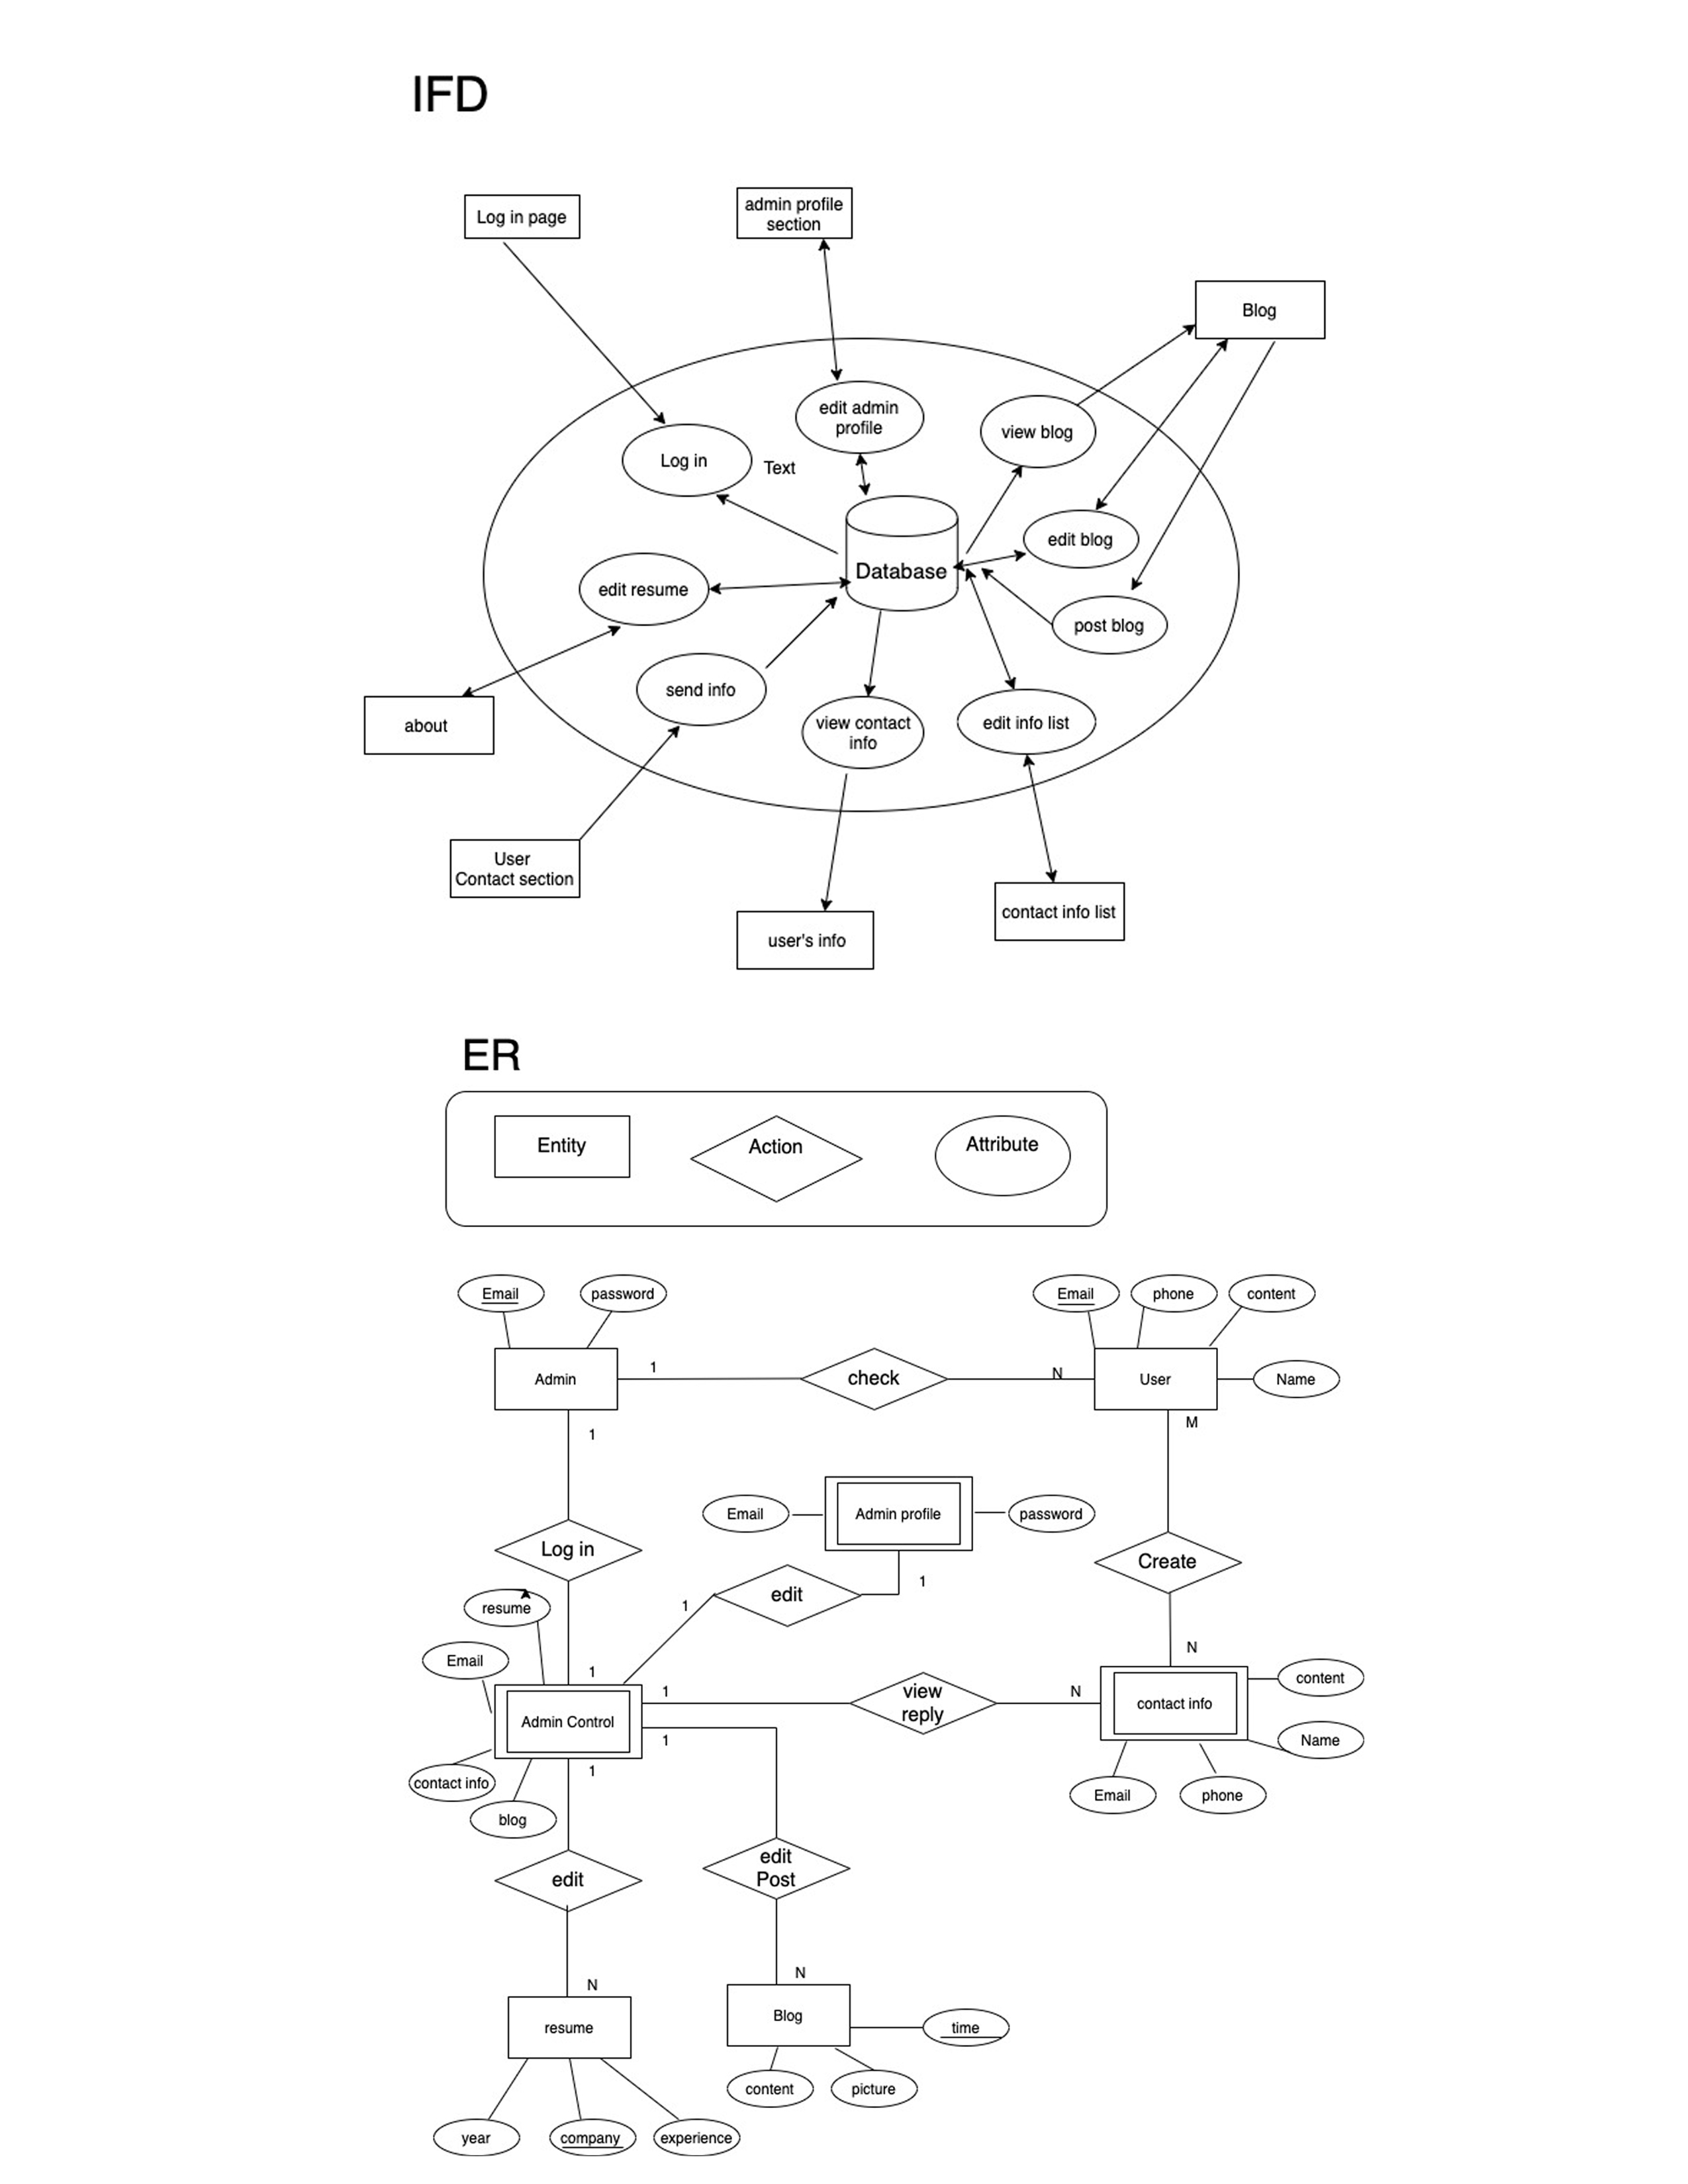 IFD
Log in page
admin profile
section
Blog
edit admin
profile
view blog
Log in
Text
edit blog
Database
edit resume
post blog
send info
view contact
info
edit info list
about
User
Contact section
contact info list
user's info
ER
Entity
Action
Attribute
Email
password
Email
phone
content
Admin
1
check
N
User
Name
M
1
Admin profile
Email
password
Log in
Create
1
edit
1
resume
Email
1
N
1
view
reply
N
content
contact info
Admin Control
1
Name
1
contact info
Email
phone
blog
edit
Post
edit
N
N
Blog
resume
time
content
picture
year
company
experience